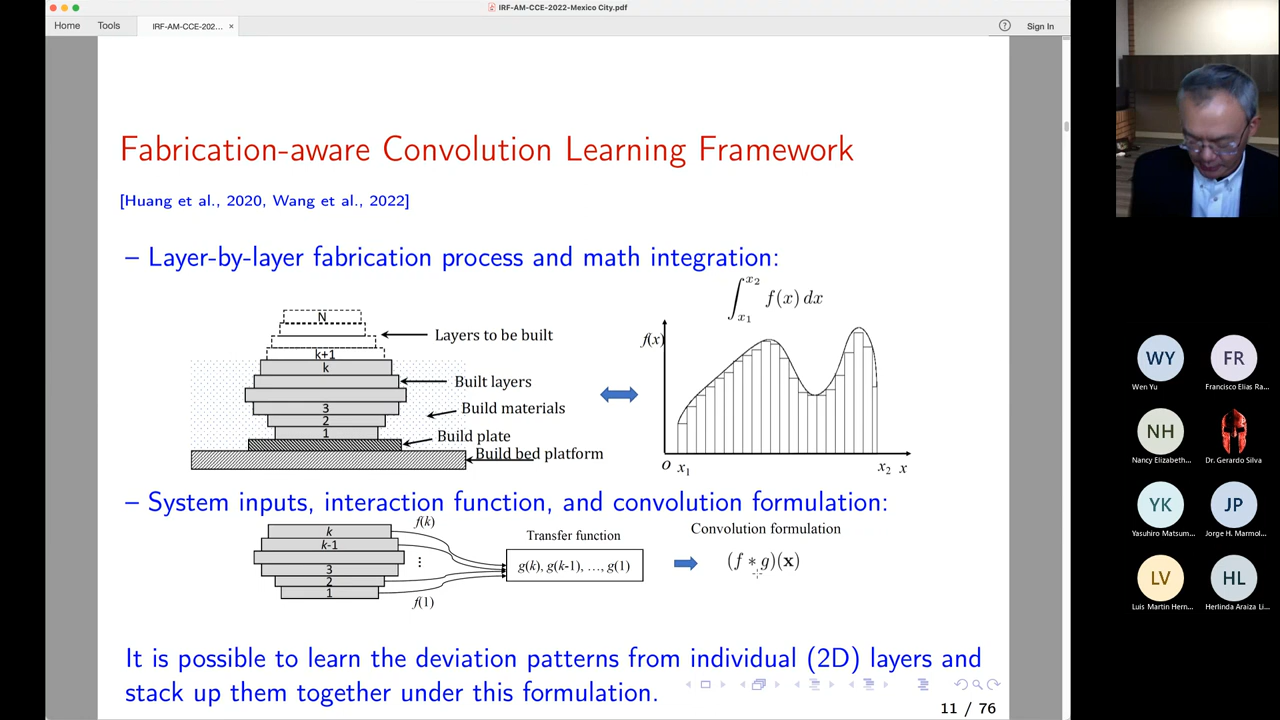 IRF-AM-CCE-2022-Mexico City.pdf
Home Tools IRF-AM-CCE-202... × ? Sign In
Fabrication-aware Convolution Learning Framework
[Huang et al., 2020, Wang et al., 2022]
– Layer-by-layer fabrication process and math integration:
∫_{x₁}^{x₂} f(x) dx
N
Layers to be built
k+1
k
Built layers
3
Build materials
2
1
Build plate
Build bed platform
f(x)
O x₁ x₂ x
– System inputs, interaction function, and convolution formulation:
k
k-1
⋮
3
2
1
f(k)
f(1)
Transfer function
g(k), g(k-1), …, g(1)
Convolution formulation
(f ∗ g)(x)
It is possible to learn the deviation patterns from individual (2D) layers and
stack up them together under this formulation.
11 / 76
WY
Wen Yu
FR
Francisco Elias Ra...
NH
Nancy Elizabeth...
Dr. Gerardo Silva
YK
Yasuhiro Matsum...
JP
Jorge H. Marmol...
LV
Luis Martin Hern...
HL
Herlinda Araiza Li...